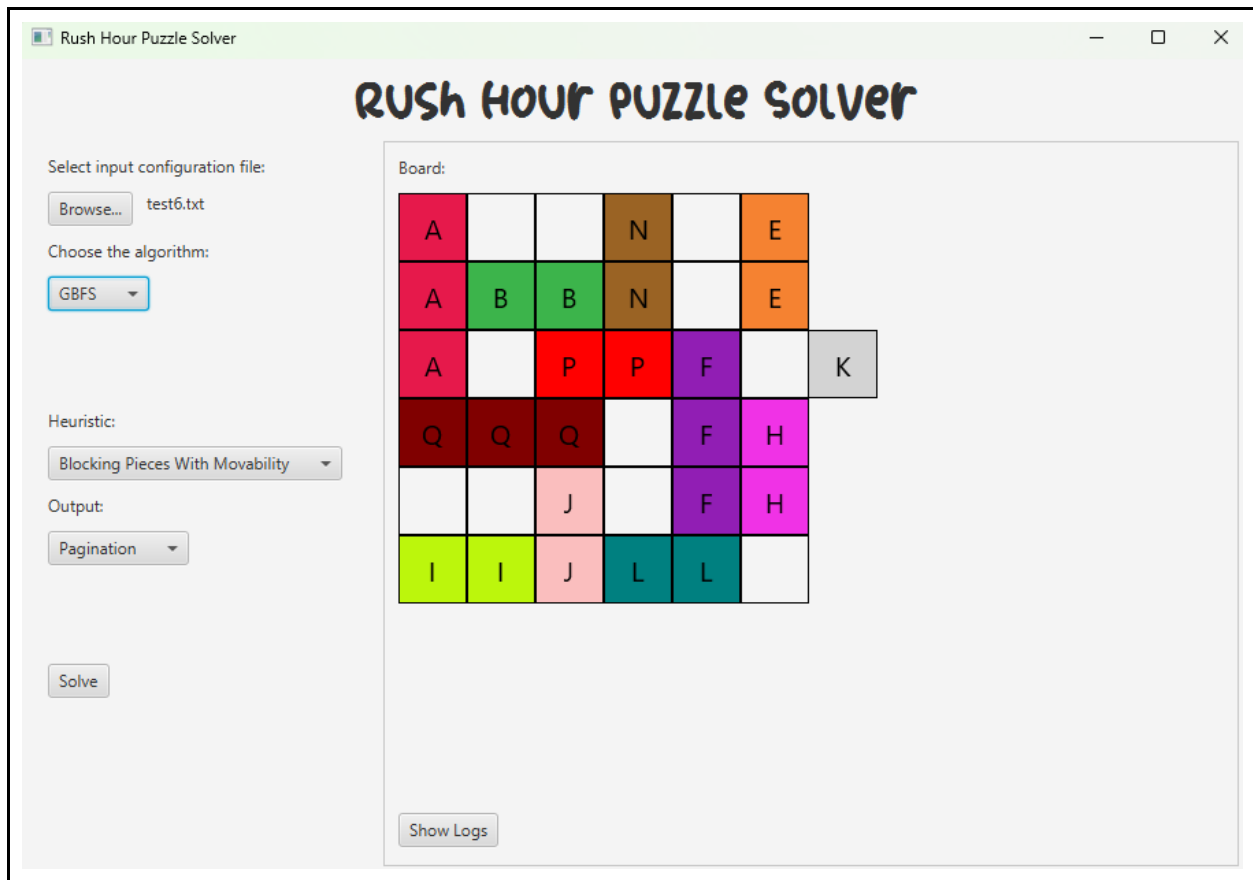 Rush Hour Puzzle Solver
Rush Hour Puzzle Solver
Select input configuration file:
Browse... test6.txt
Choose the algorithm:
GBFS
Heuristic:
Blocking Pieces With Movability
Output:
Pagination
Solve
Board:
A N E
A B B N E
A P P F K
Q Q Q F H
J F H
I I J L L
Show Logs